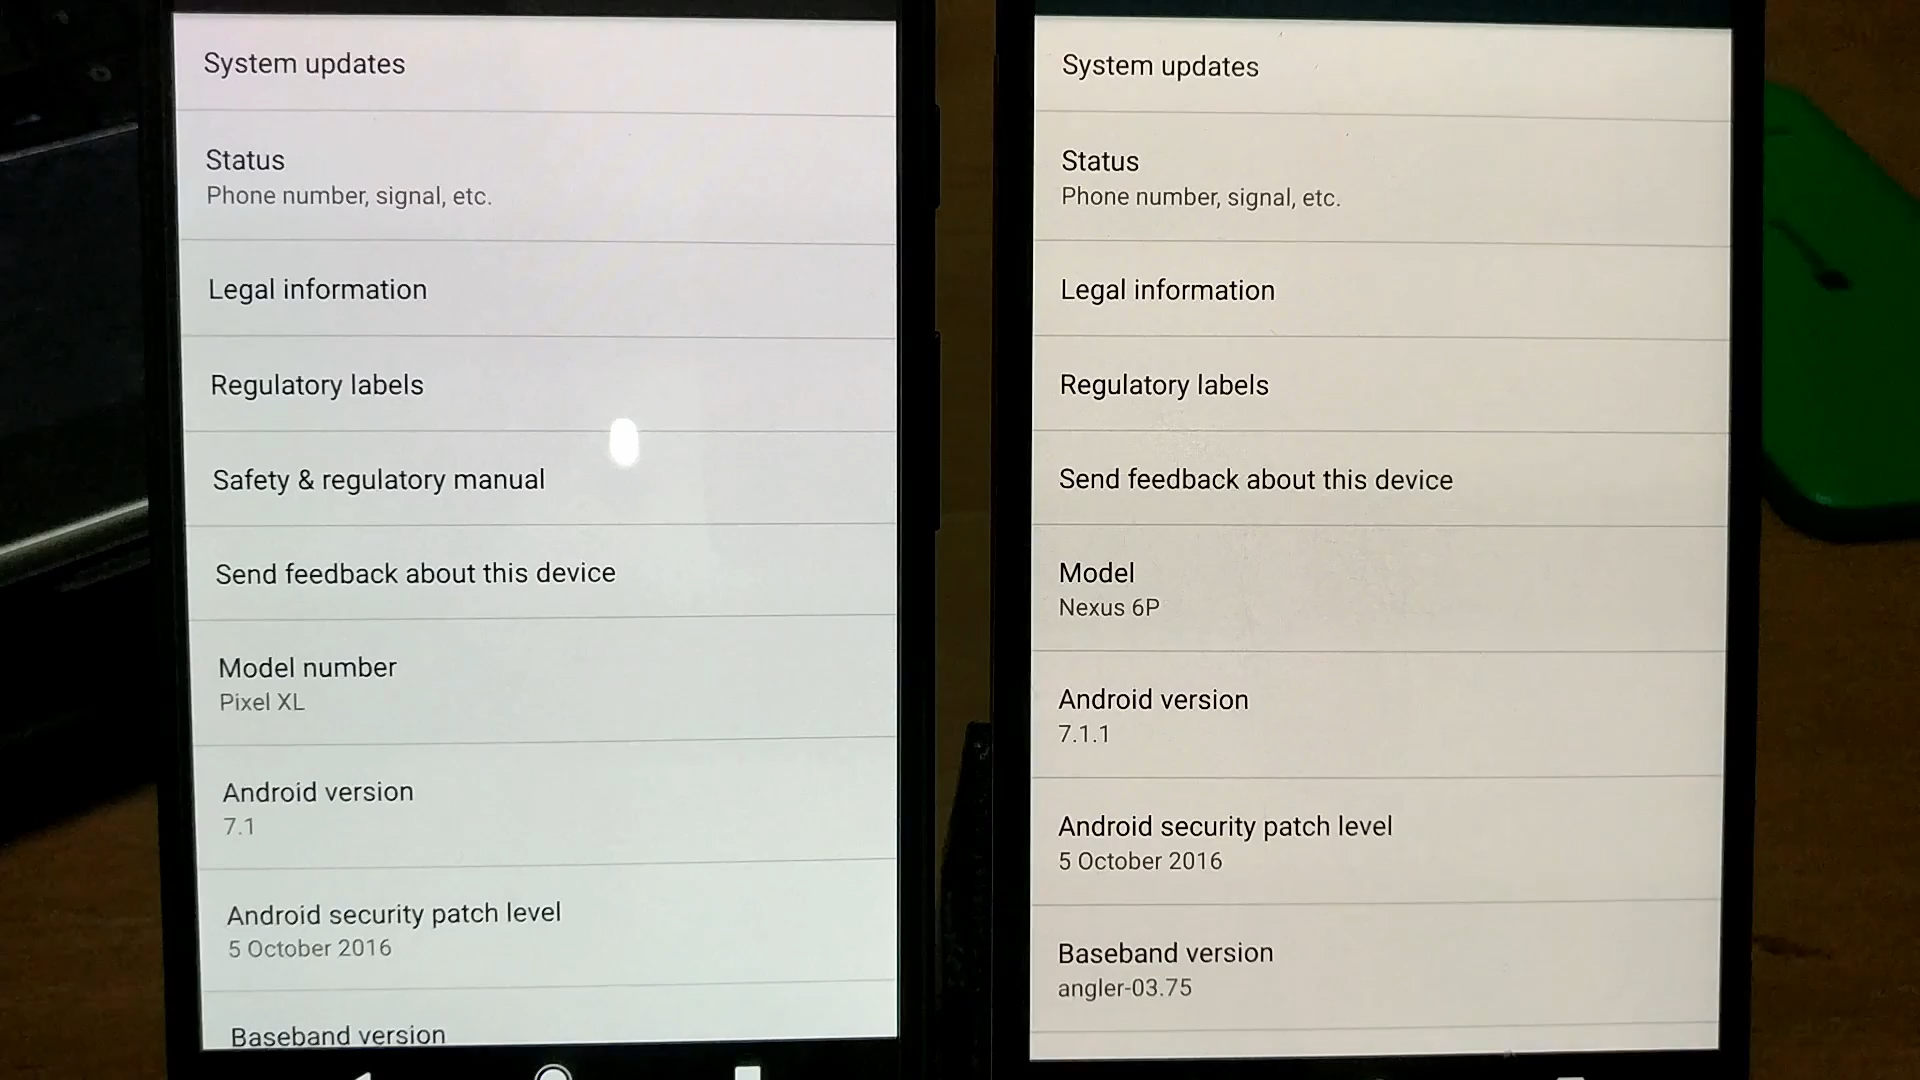 System updates
Status
Phone number, signal, etc.
Legal information
Regulatory labels
Safety & regulatory manual
Send feedback about this device
Model number
Pixel XL
Android version
7.1
Android security patch level
5 October 2016
Baseband version
System updates
Status
Phone number, signal, etc.
Legal information
Regulatory labels
Send feedback about this device
Model
Nexus 6P
Android version
7.1.1
Android security patch level
5 October 2016
Baseband version
angler-03.75